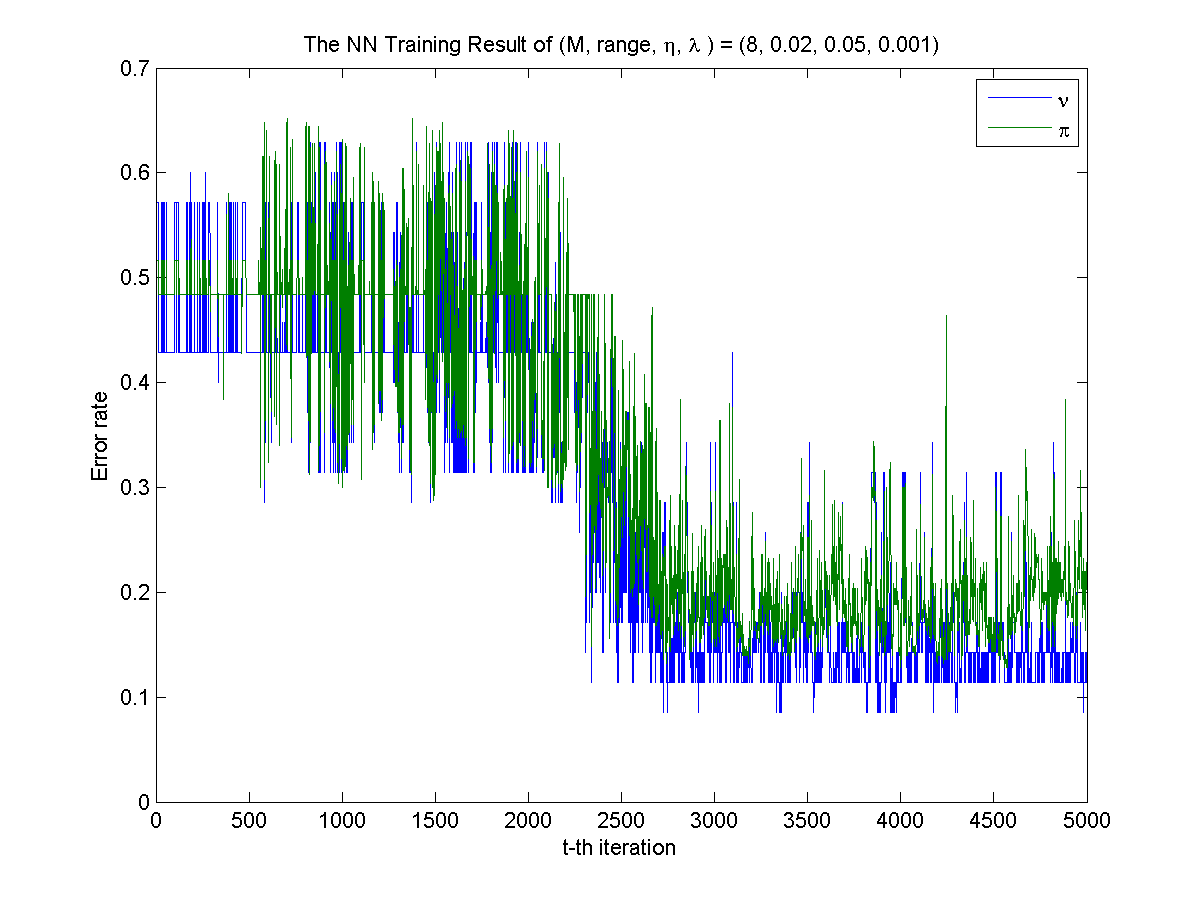 The NN Training Result of (M, range, η, λ ) = (8, 0.02, 0.05, 0.001)
0.7
0.6
0.5
0.4
0.3
0.2
0.1
0
Error rate
ν
π
0 500 1000 1500 2000 2500 3000 3500 4000 4500 5000
t-th iteration